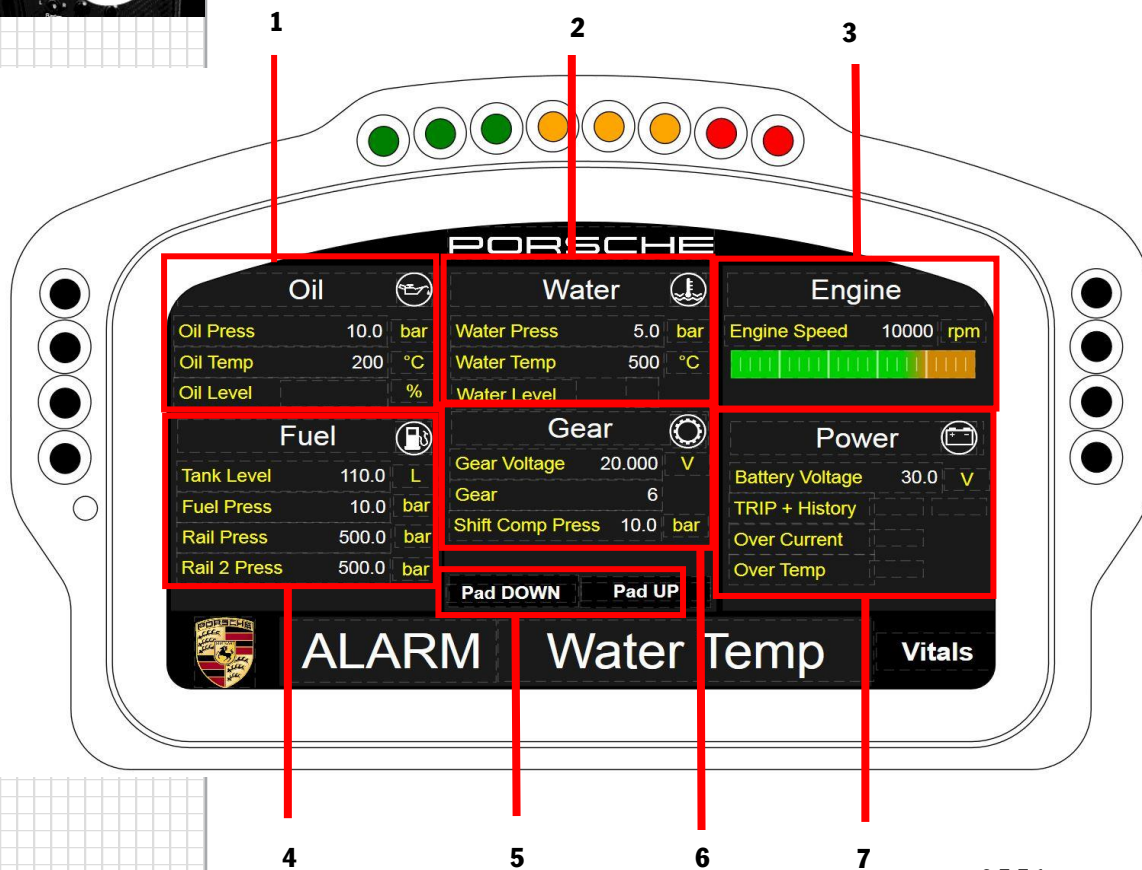 1
2
3
PORSCHE
Oil
Oil Press 10.0 bar
Oil Temp 200 °C
Oil Level %
Water
Water Press 5.0 bar
Water Temp 500 °C
Water Level
Engine
Engine Speed 10000 rpm
Fuel
Tank Level 110.0 L
Fuel Press 10.0 bar
Rail Press 500.0 bar
Rail 2 Press 500.0 bar
Gear
Gear Voltage 20.000 V
Gear 6
Shift Comp Press 10.0 bar
Power
Battery Voltage 30.0 V
TRIP + History
Over Current
Over Temp
Pad DOWN Pad UP
PORSCHE
ALARM Water Temp Vitals
4
5
6
7